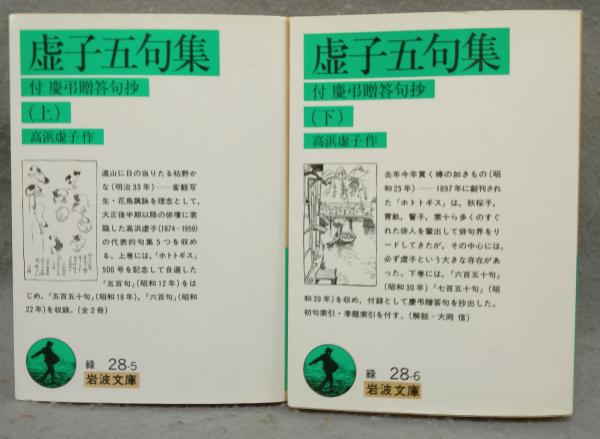 虚子五句集
付 慶弔贈答句抄
(上)
高浜虚子作
遠山に日の当りたる枯野か
な(明治33年)――客観写
生・花鳥諷詠を理念として,
大正後半期以降の俳壇に君
臨した高浜虚子(1874-1959)
の代表的句集5つを収め
る.上巻には,「ホトトギス」
500号を記念して自選した
「五百句」(昭和12年)をは
じめ,「五百五十句」(昭和18年),「六百句」(昭和
22年)を収録.(全2冊)
緑 28-5
岩波文庫
虚子五句集
付 慶弔贈答句抄
(下)
高浜虚子作
去年今年貫く棒の如きもの(昭
和25年)――1897年に創刊され
た「ホトトギス」は,秋桜子,
青畝,誓子,素十ら多くのすぐ
れた俳人を輩出して俳句界をリ
ードしてきたが,その中心には,
必ず虚子という大きな存在があ
った.下巻には,「六百五十句」
(昭和30年)「七百五十句」(昭
和39年)を収め,付録として慶弔贈答句を抄出した.
初句索引・季題索引を付す.(解説-大岡 信)
緑 28-6
岩波文庫